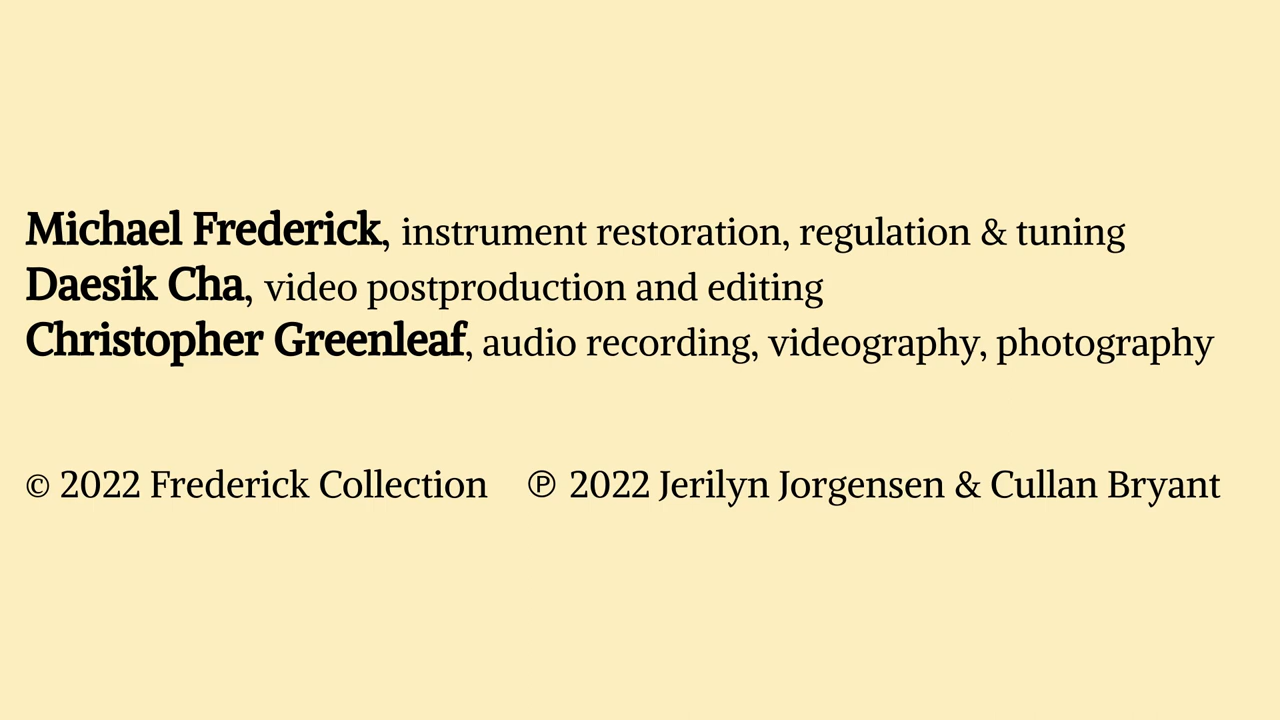 Michael Frederick, instrument restoration, regulation & tuning
Daesik Cha, video postproduction and editing
Christopher Greenleaf, audio recording, videography, photography
© 2022 Frederick Collection ℗ 2022 Jerilyn Jorgensen & Cullan Bryant